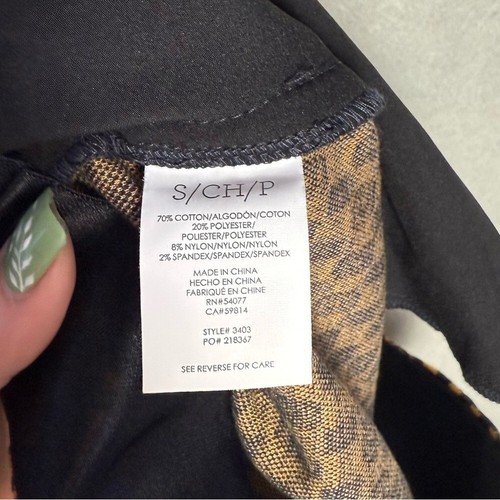 S/CH/P
70% COTTON/ALGODÓN/COTON
20% POLYESTER/
POLIESTER/POLYESTER
8% NYLON/NYLON/NYLON
2% SPANDEX/SPANDEX/SPANDEX
MADE IN CHINA
HECHO EN CHINA
FABRIQUÉ EN CHINE
RN#54077
CA#59814
STYLE# 3403
PO# 218367
SEE REVERSE FOR CARE